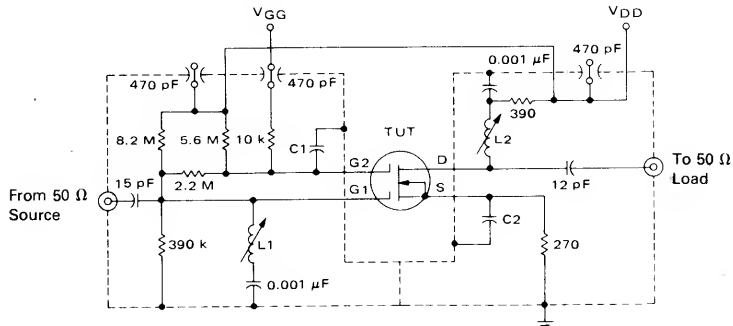 VGG
VDD
470 pF
470 pF
0.001 µF
470 pF
8.2 M
5.6 M
10 k
C1
TUT
390
L2
G2
D
15 pF
2.2 M
G1
S
12 pF
To 50 Ω
Load
From 50 Ω
Source
C2
390 k
L1
270
0.001 µF